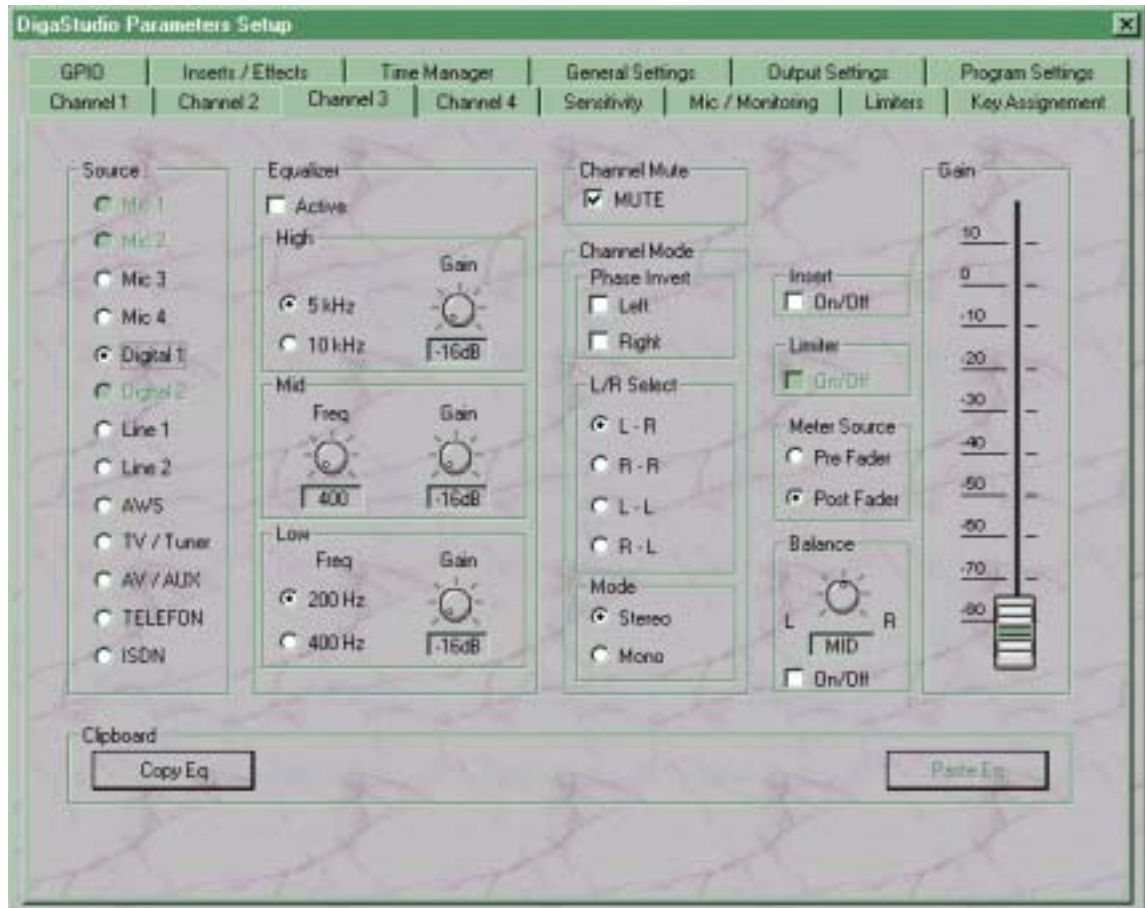 DigaStudio Parameters Setup
GPIO
Inserts / Effects
Time Manager
General Settings
Output Settings
Program Settings
Channel 1
Channel 2
Channel 3
Channel 4
Sensitivity
Mic / Monitoring
Limiters
Key Assignement
Source
Mic 1
Mic 2
Mic 3
Mic 4
Digital 1
Digital 2
Line 1
Line 2
AWS
TV / Tuner
AV / AUX
TELEFON
ISDN
Equalizer
Active
High
Gain
5 kHz
10 kHz
-16dB
Mid
Freq
Gain
400
-16dB
Low
Freq
Gain
200 Hz
400 Hz
-16dB
Channel Mute
MUTE
Channel Mode
Phase Invert
Left
Right
L/R Select
L - R
R - R
L - L
R - L
Mode
Stereo
Mono
Insert
On/Off
Limiter
On/Off
Meter Source
Pre Fader
Post Fader
Balance
L
R
MID
On/Off
Gain
10
0
-10
-20
-30
-40
-50
-60
-70
-80
Clipboard
Copy Eq
Paste Eq